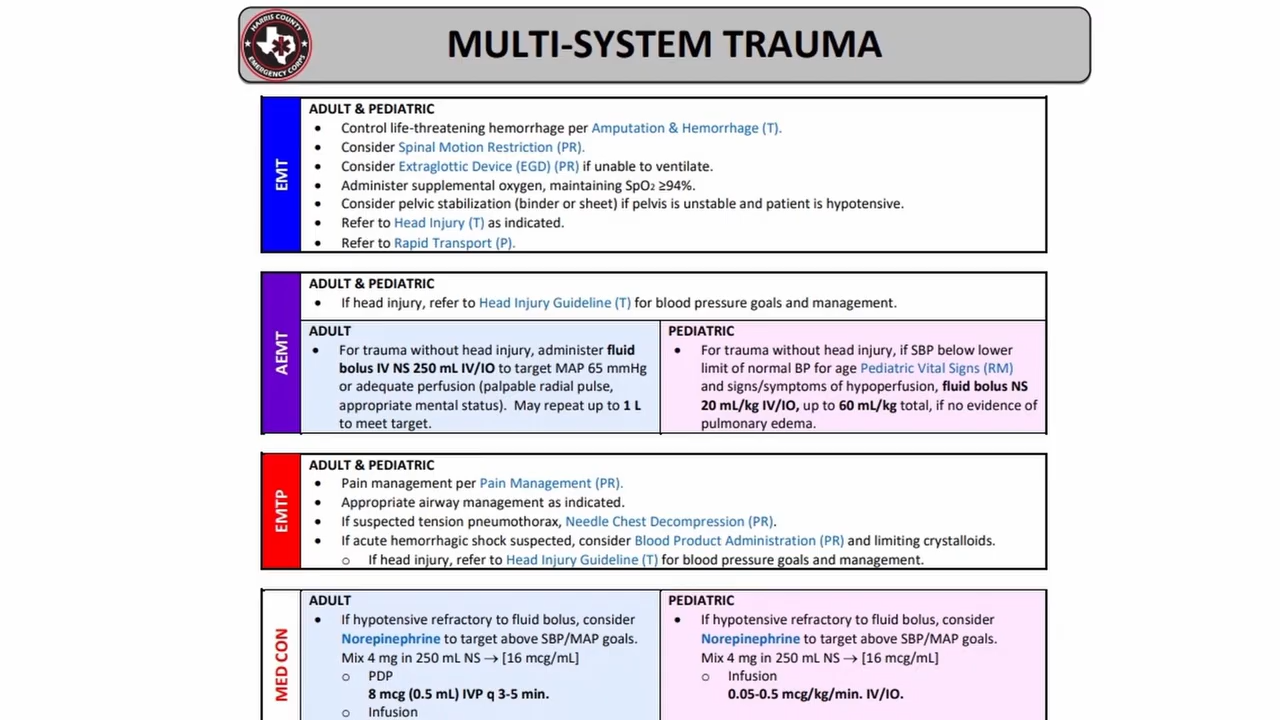 HARRIS COUNTY
EMERGENCY CORPS
MULTI-SYSTEM TRAUMA
EMT
ADULT & PEDIATRIC
• Control life-threatening hemorrhage per Amputation & Hemorrhage (T).
• Consider Spinal Motion Restriction (PR).
• Consider Extraglottic Device (EGD) (PR) if unable to ventilate.
• Administer supplemental oxygen, maintaining SpO₂ ≥94%.
• Consider pelvic stabilization (binder or sheet) if pelvis is unstable and patient is hypotensive.
• Refer to Head Injury (T) as indicated.
• Refer to Rapid Transport (P).
AEMT
ADULT & PEDIATRIC
• If head injury, refer to Head Injury Guideline (T) for blood pressure goals and management.
ADULT
• For trauma without head injury, administer fluid
bolus IV NS 250 mL IV/IO to target MAP 65 mmHg
or adequate perfusion (palpable radial pulse,
appropriate mental status). May repeat up to 1 L
to meet target.
PEDIATRIC
• For trauma without head injury, if SBP below lower
limit of normal BP for age Pediatric Vital Signs (RM)
and signs/symptoms of hypoperfusion, fluid bolus NS
20 mL/kg IV/IO, up to 60 mL/kg total, if no evidence of
pulmonary edema.
EMTP
ADULT & PEDIATRIC
• Pain management per Pain Management (PR).
• Appropriate airway management as indicated.
• If suspected tension pneumothorax, Needle Chest Decompression (PR).
• If acute hemorrhagic shock suspected, consider Blood Product Administration (PR) and limiting crystalloids.
o If head injury, refer to Head Injury Guideline (T) for blood pressure goals and management.
MED CON
ADULT
• If hypotensive refractory to fluid bolus, consider
Norepinephrine to target above SBP/MAP goals.
Mix 4 mg in 250 mL NS → [16 mcg/mL]
o PDP
8 mcg (0.5 mL) IVP q 3-5 min.
o Infusion
PEDIATRIC
• If hypotensive refractory to fluid bolus, consider
Norepinephrine to target above SBP/MAP goals.
Mix 4 mg in 250 mL NS → [16 mcg/mL]
o Infusion
0.05-0.5 mcg/kg/min. IV/IO.